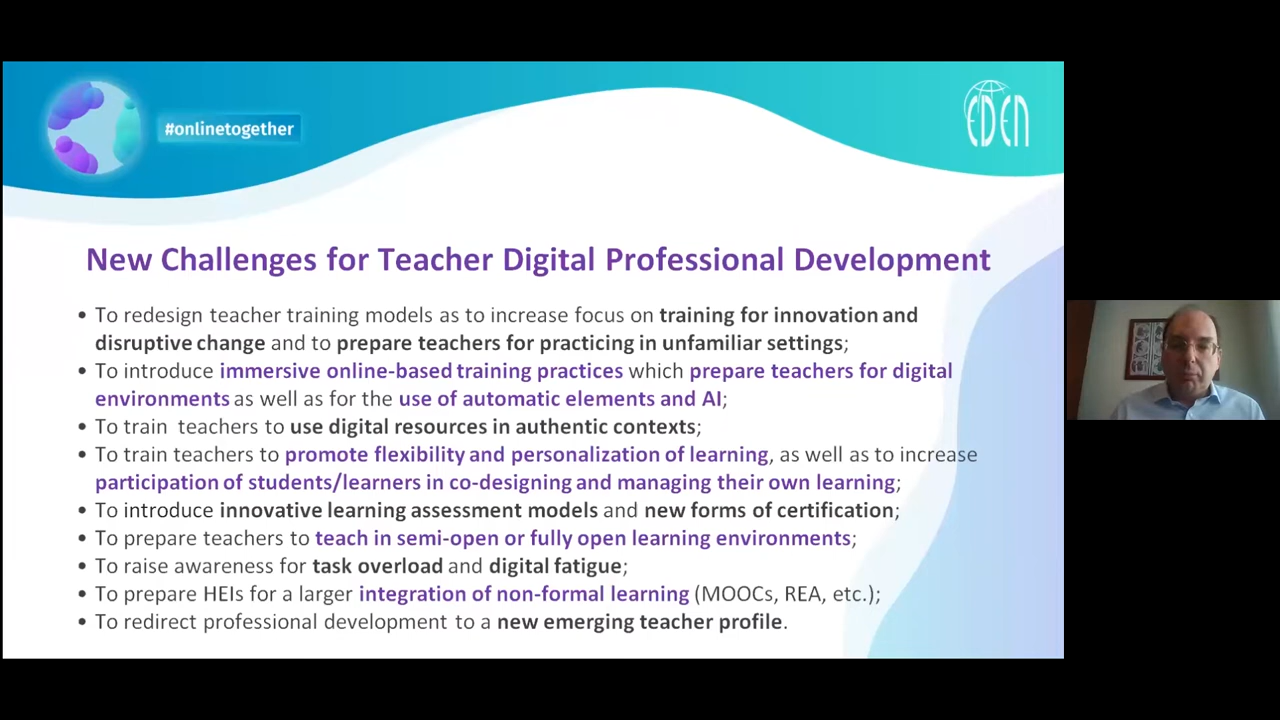 #onlinetogether
EDEN
New Challenges for Teacher Digital Professional Development
• To redesign teacher training models as to increase focus on training for innovation and
disruptive change and to prepare teachers for practicing in unfamiliar settings;
• To introduce immersive online-based training practices which prepare teachers for digital
environments as well as for the use of automatic elements and AI;
• To train teachers to use digital resources in authentic contexts;
• To train teachers to promote flexibility and personalization of learning, as well as to increase
participation of students/learners in co-designing and managing their own learning;
• To introduce innovative learning assessment models and new forms of certification;
• To prepare teachers to teach in semi-open or fully open learning environments;
• To raise awareness for task overload and digital fatigue;
• To prepare HEIs for a larger integration of non-formal learning (MOOCs, REA, etc.);
• To redirect professional development to a new emerging teacher profile.